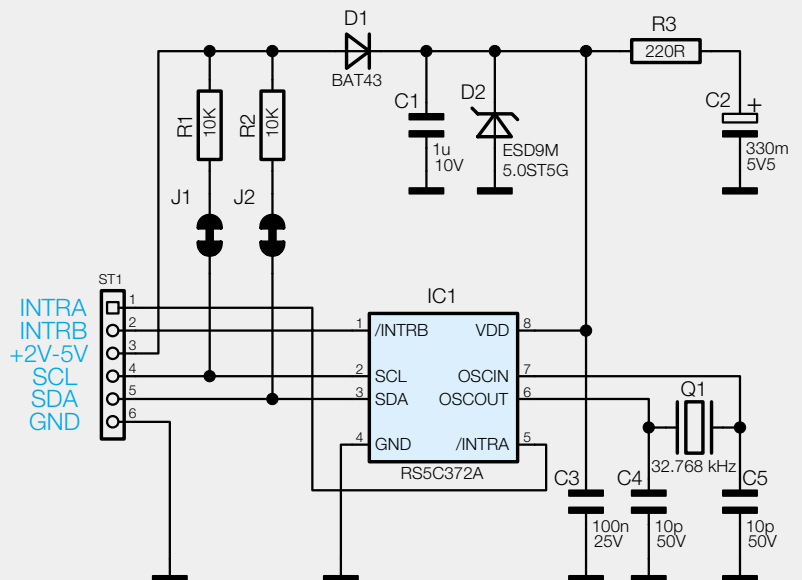 D1
BAT43
R3
220R
R1
10K
R2
10K
C1
1u
10V
D2
ESD9M
5.0ST5G
C2
+
330m
5V5
J1
J2
ST1
INTRA 1
INTRB 2
+2V-5V 3
SCL 4
SDA 5
GND 6
IC1
1 /INTRB VDD 8
2 SCL OSCIN 7
3 SDA OSCOUT 6
4 GND /INTRA 5
RS5C372A
Q1
32.768 kHz
C3
100n
25V
C4
10p
50V
C5
10p
50V